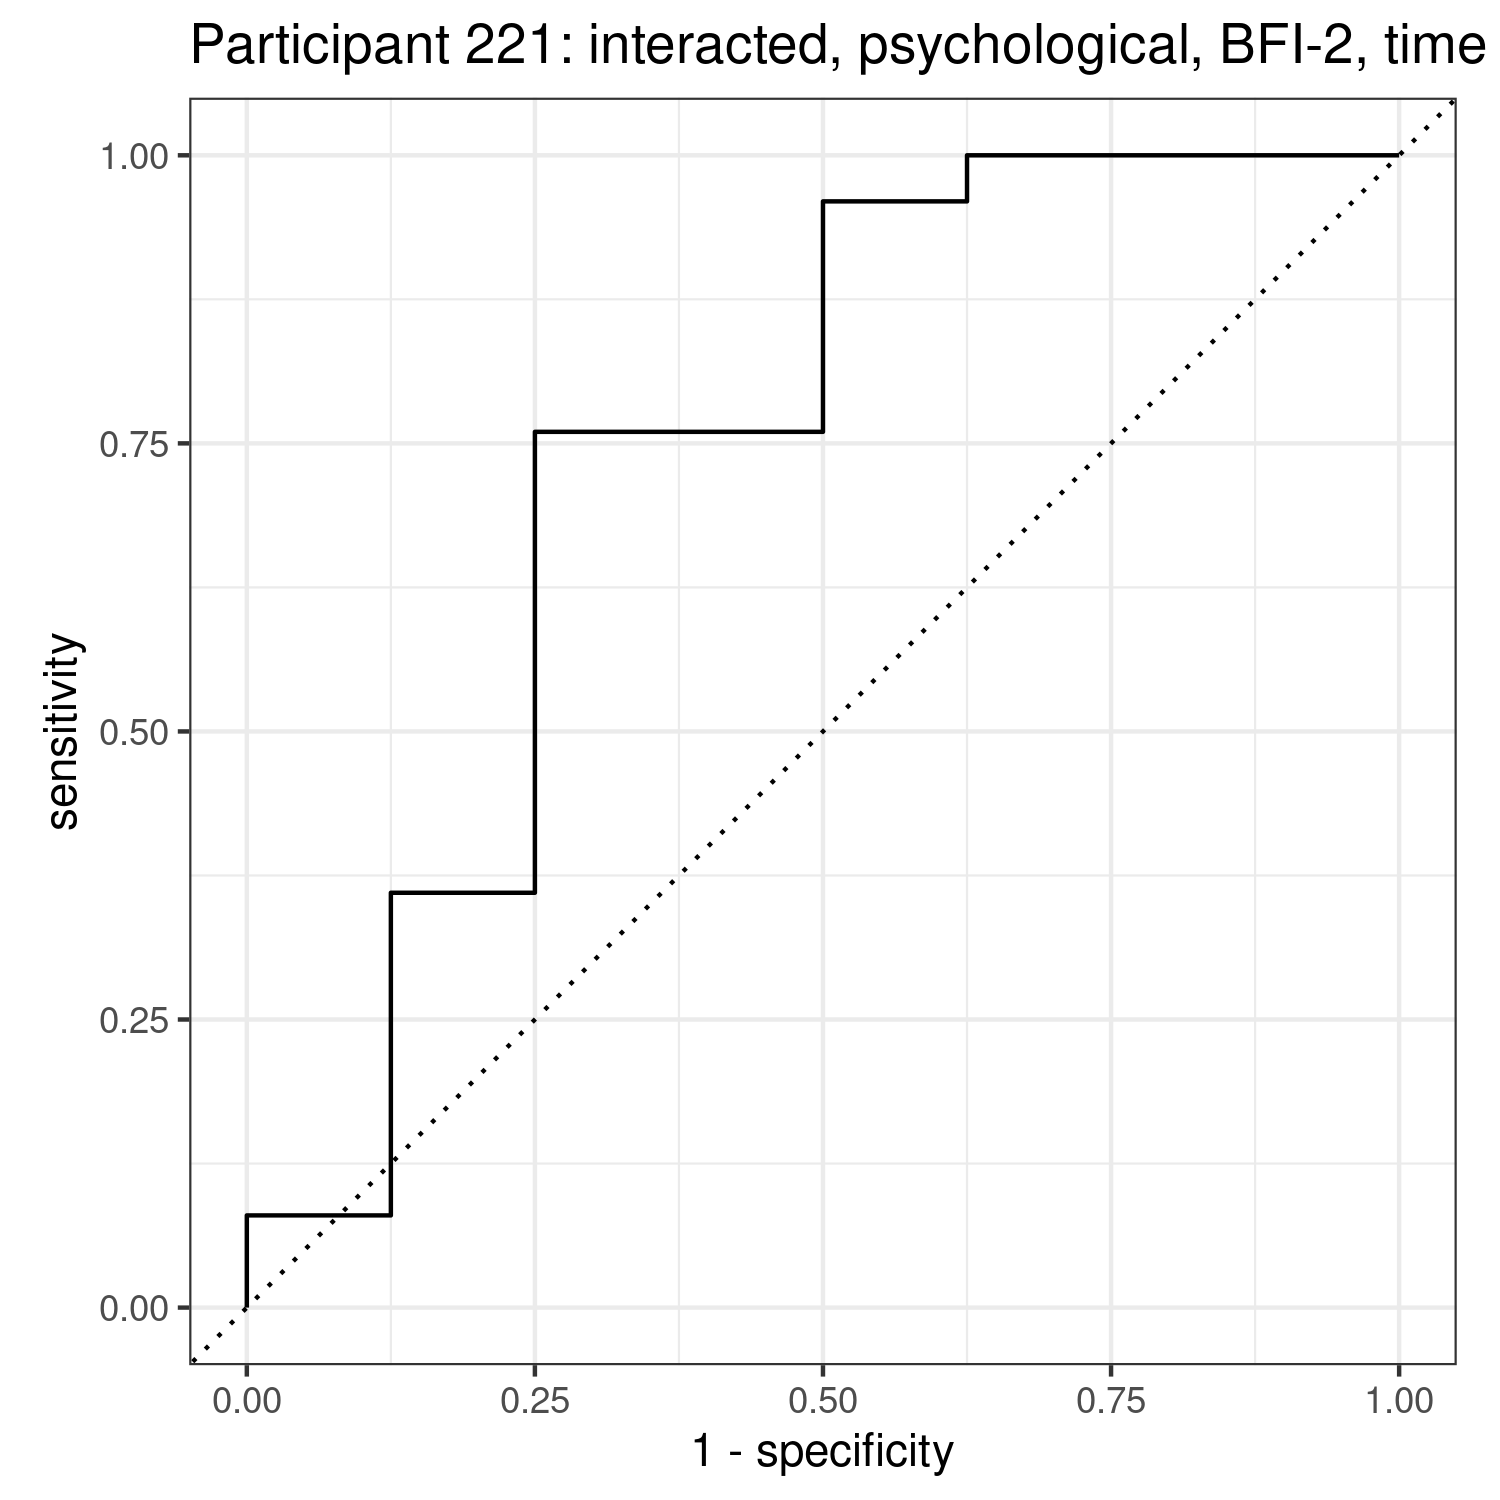 Participant 221: interacted, psychological, BFI-2, time
1.00
0.75
0.50
0.25
0.00
sensitivity
0.00 0.25 0.50 0.75 1.00
1 - specificity